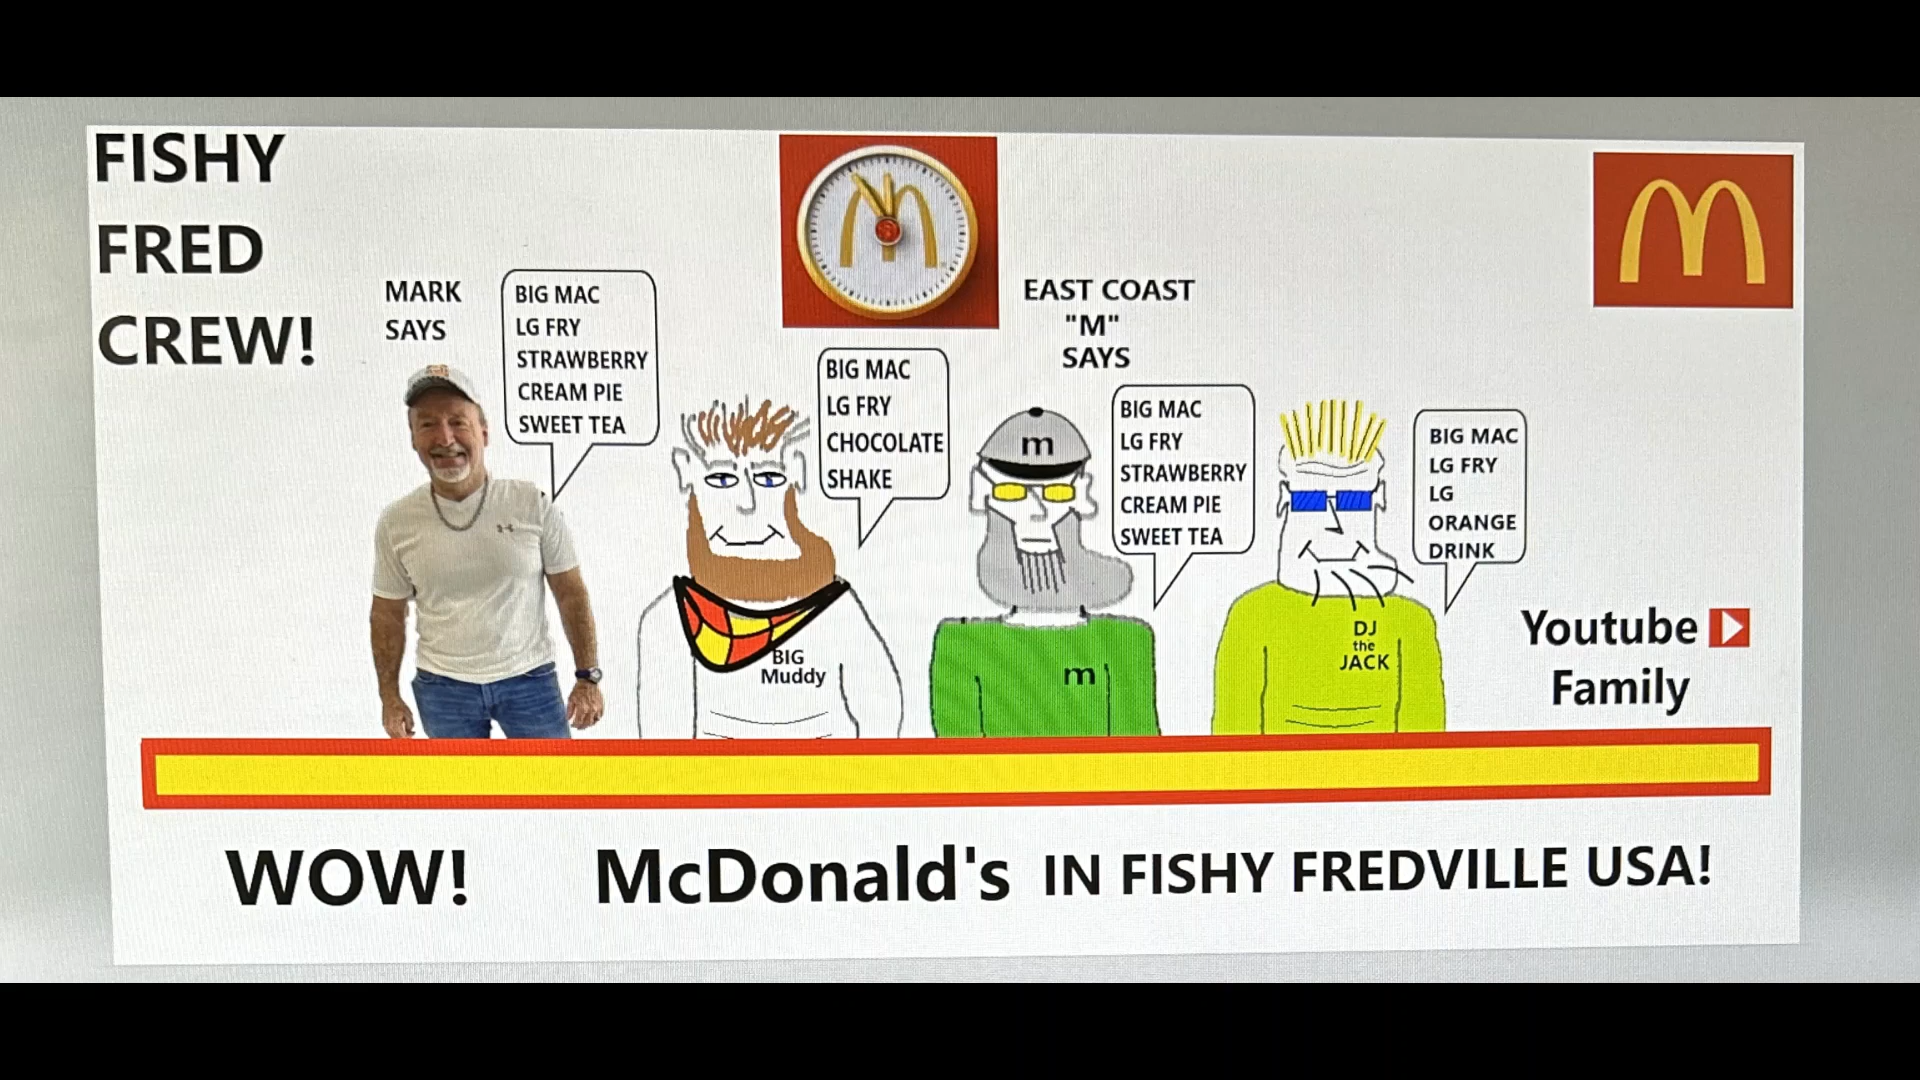 FISHY
FRED
CREW!
MARK
SAYS
BIG MAC
LG FRY
STRAWBERRY
CREAM PIE
SWEET TEA
BIG MAC
LG FRY
CHOCOLATE
SHAKE
EAST COAST
"M"
SAYS
BIG MAC
LG FRY
STRAWBERRY
CREAM PIE
SWEET TEA
BIG MAC
LG FRY
LG
ORANGE
DRINK
m
BIG
Muddy
m
DJ
the
JACK
Youtube
Family
WOW! McDonald's IN FISHY FREDVILLE USA!